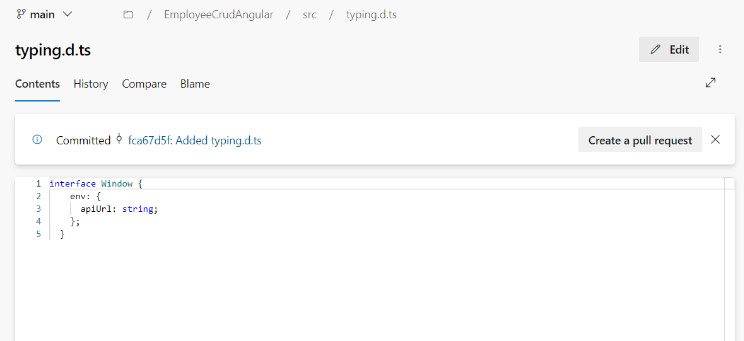 main / EmployeeCrudAngular / src / typing.d.ts
typing.d.ts Edit
Contents History Compare Blame
Committed fca67d5f: Added typing.d.ts Create a pull request
1 interface Window {
2 env: {
3 apiUrl: string;
4 };
5 }